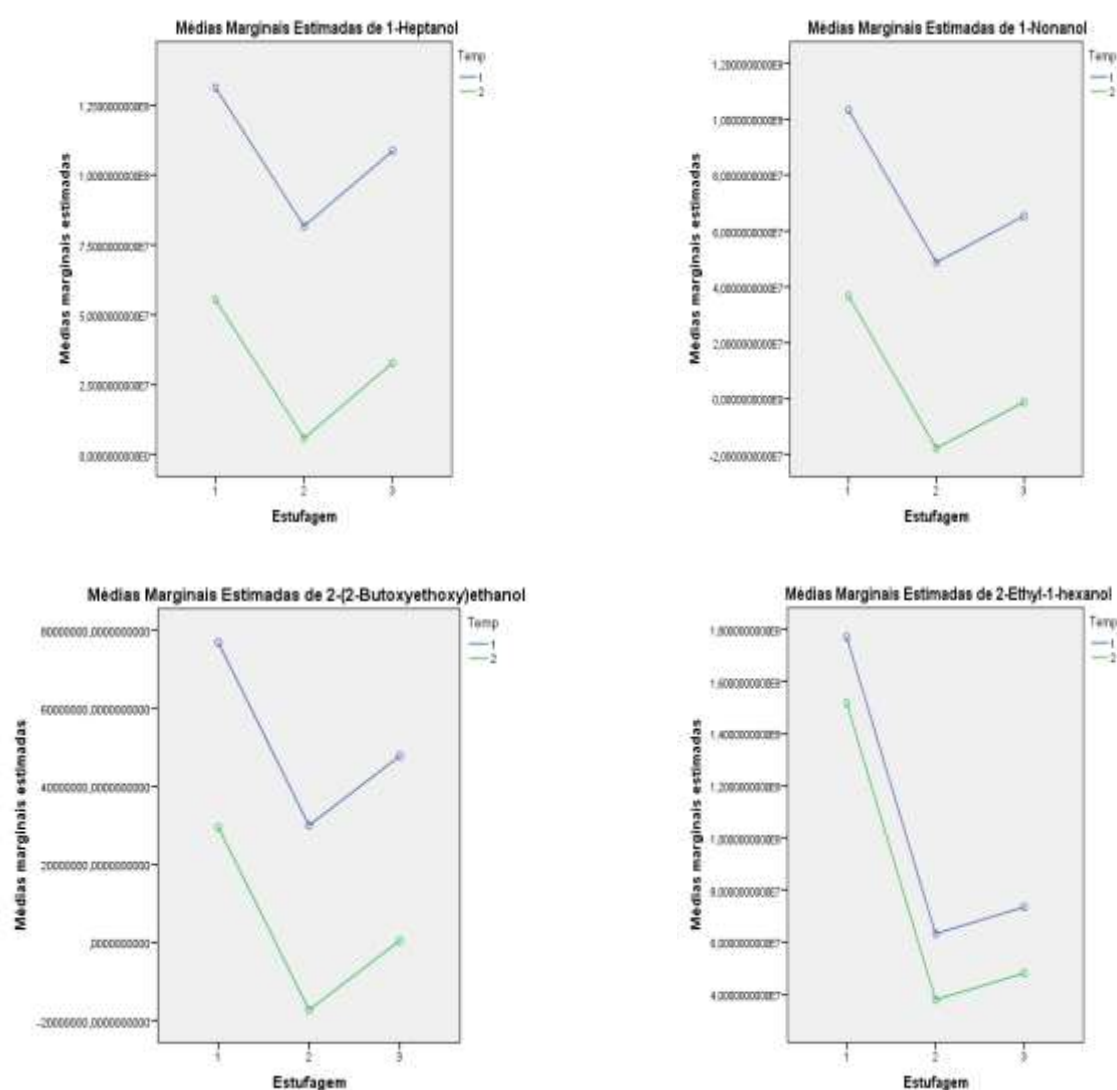 Médias Marginais Estimadas de 1-Heptanol
Temp
1
2
1,2500000000E8
1,0000000000E8
7,5000000000E7
5,0000000000E7
2,5000000000E7
0,0000000000E0
Médias marginais estimadas
1 2 3
Estufagem
Médias Marginais Estimadas de 1-Nonanol
Temp
1
2
1,2000000000E8
1,0000000000E8
8,0000000000E7
6,0000000000E7
4,0000000000E7
2,0000000000E7
0,0000000000E0
-2,0000000000E7
Médias marginais estimadas
1 2 3
Estufagem
Médias Marginais Estimadas de 2-(2-Butoxyethoxy)ethanol
Temp
1
2
80000000,0000000000
60000000,0000000000
40000000,0000000000
20000000,0000000000
,0000000000
-20000000,0000000000
Médias marginais estimadas
1 2 3
Estufagem
Médias Marginais Estimadas de 2-Ethyl-1-hexanol
Temp
1
2
1,8000000000E8
1,6000000000E8
1,4000000000E8
1,2000000000E8
1,0000000000E8
8,0000000000E7
6,0000000000E7
4,0000000000E7
Médias marginais estimadas
1 2 3
Estufagem